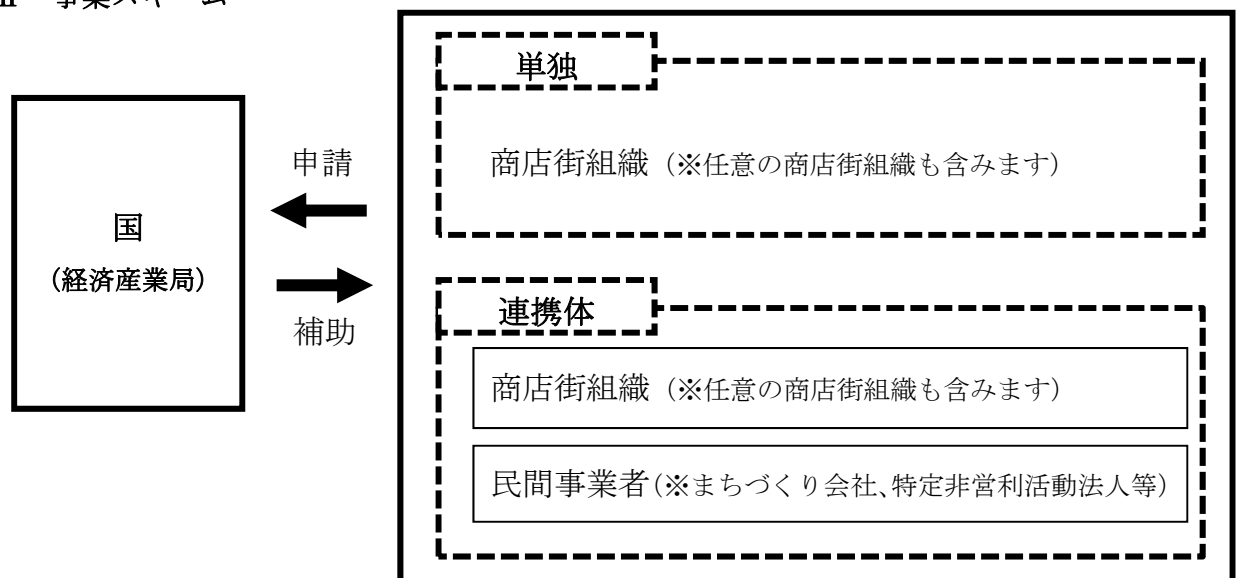 事業スキーム
国
（経済産業局）
申請
補助
単独
商店街組織（※任意の商店街組織も含みます）
連携体
商店街組織（※任意の商店街組織も含みます）
民間事業者（※まちづくり会社、特定非営利活動法人等）